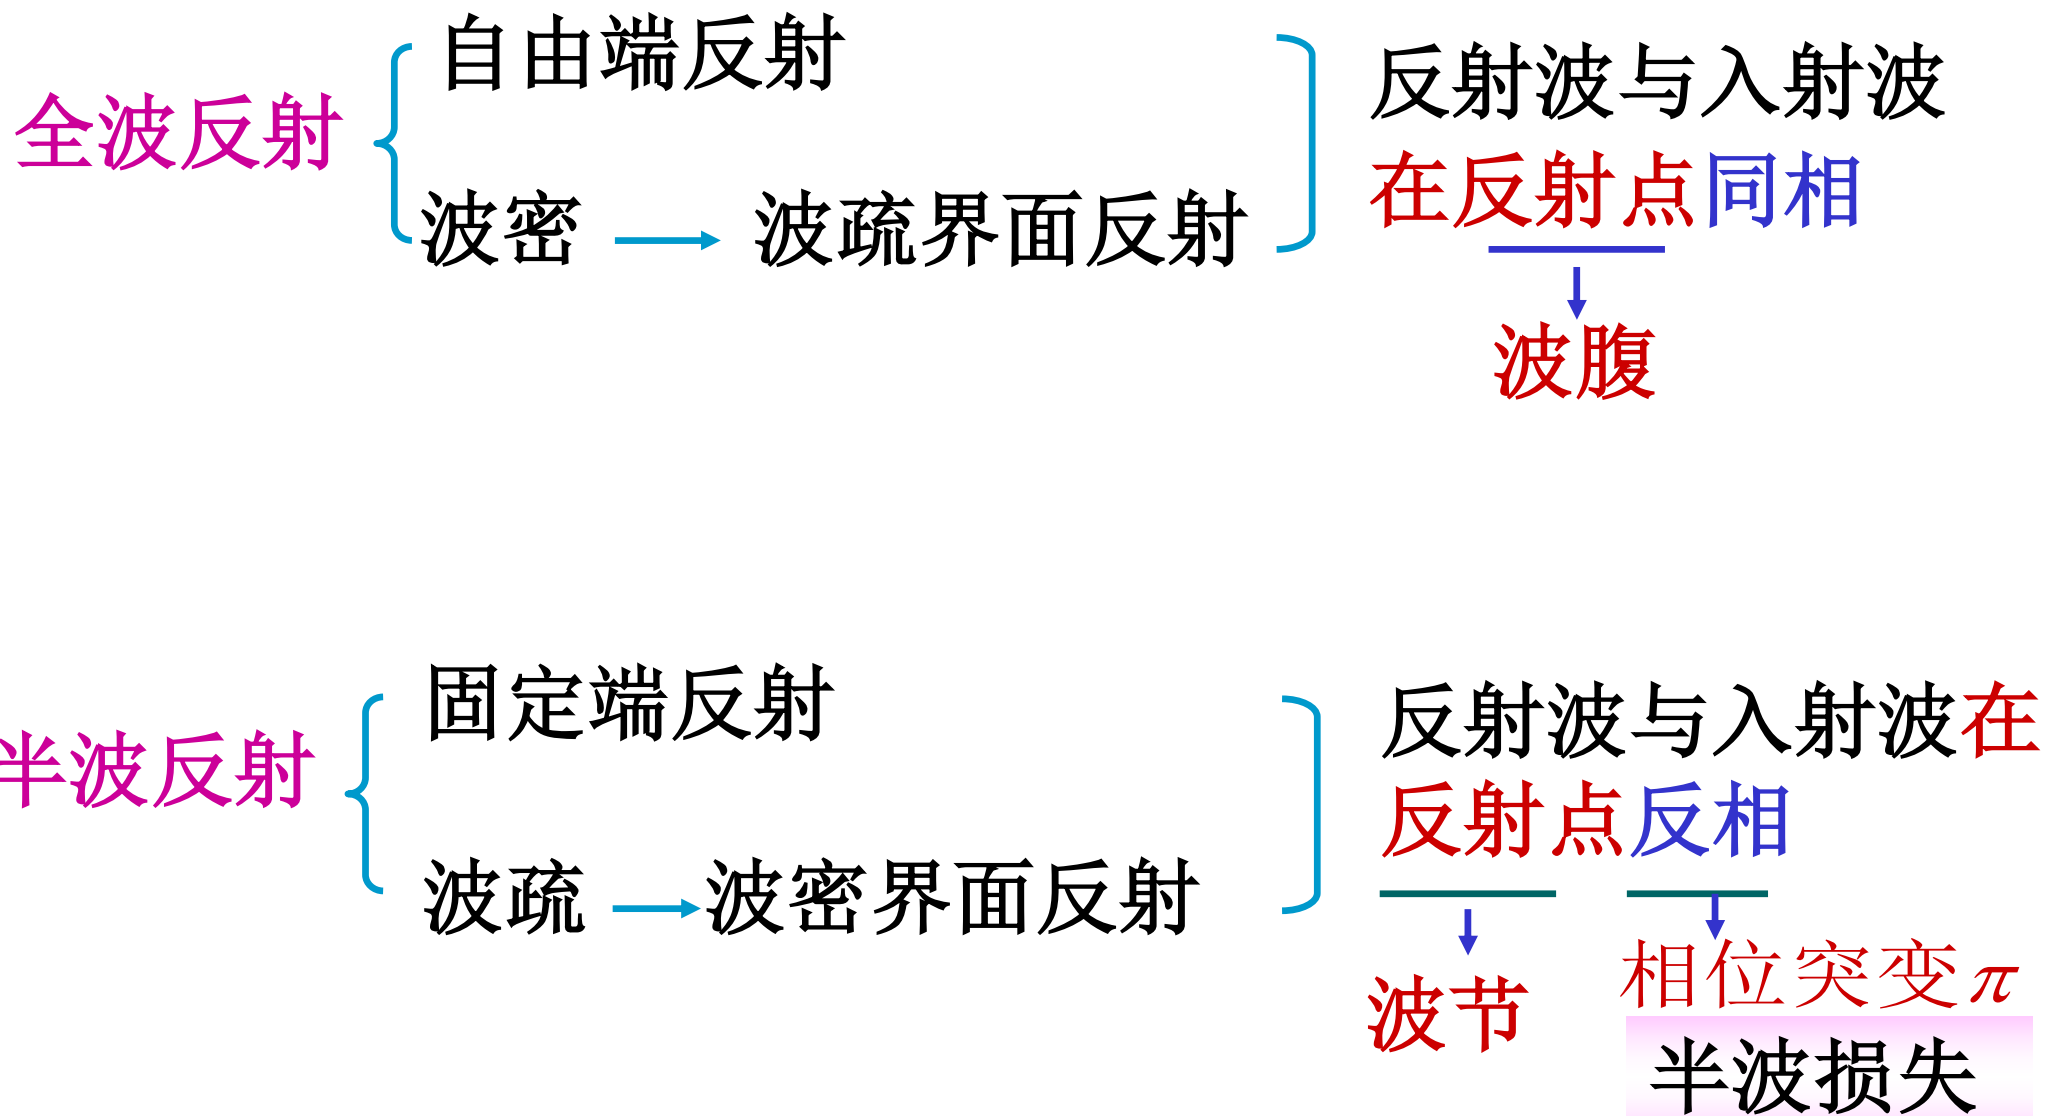 全波反射
自由端反射
波密 → 波疏界面反射
反射波与入射波
在反射点同相
波腹
半波反射
固定端反射
波疏 → 波密界面反射
反射波与入射波在
反射点反相
波节
相位突变π
半波损失